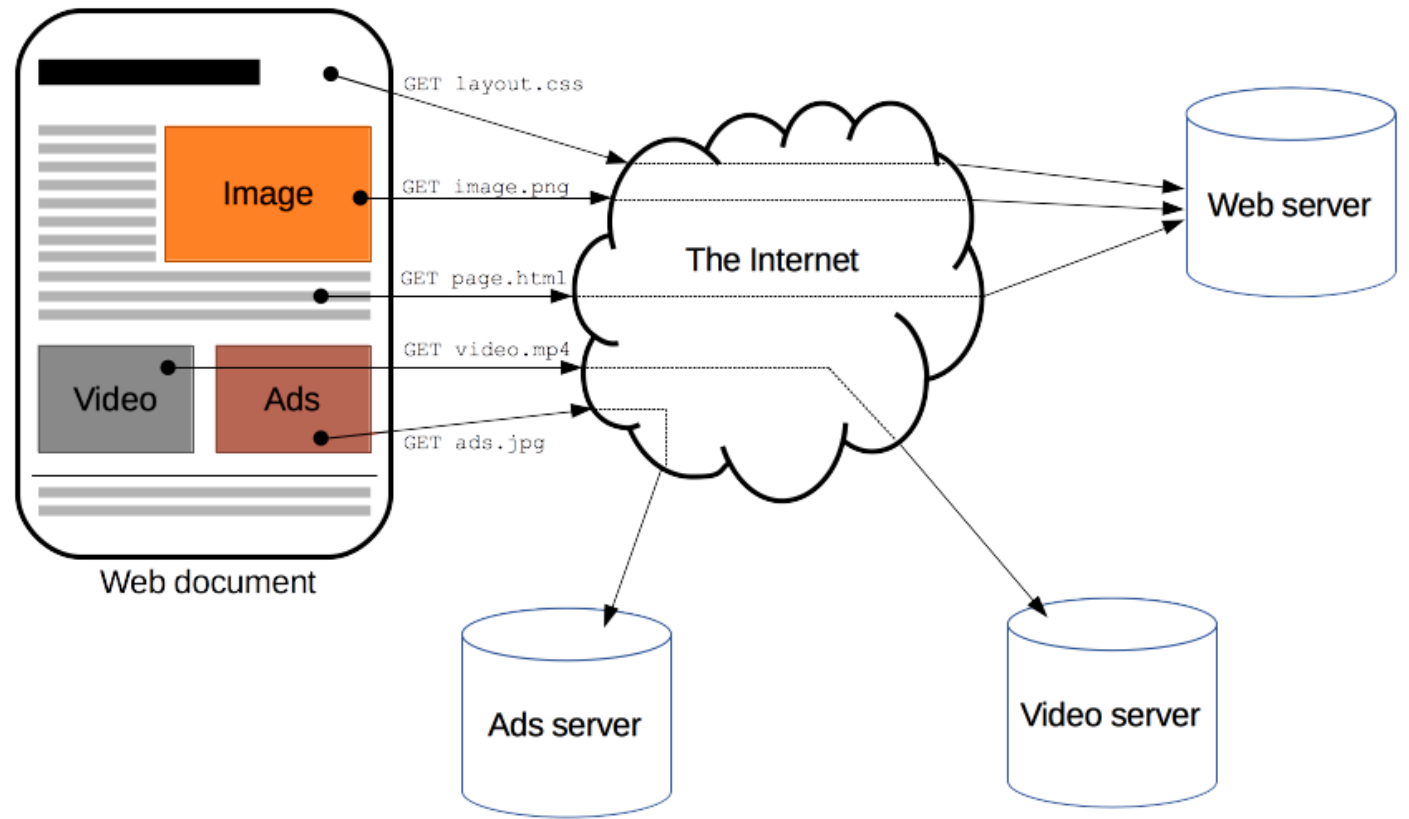 GET layout.css
Image
GET image.png
Web server
The Internet
GET page.html
GET video.mp4
Video
Ads
GET ads.jpg
Web document
Ads server
Video server